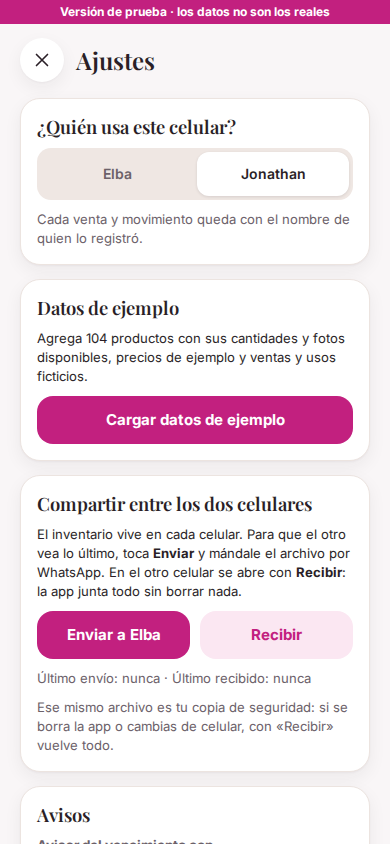 Versión de prueba · los datos no son los reales
Ajustes
¿Quién usa este celular?
Elba
Jonathan
Cada venta y movimiento queda con el nombre de
quien lo registró.
Datos de ejemplo
Agrega 104 productos con sus cantidades y fotos
disponibles, precios de ejemplo y ventas y usos
ficticios.
Cargar datos de ejemplo
Compartir entre los dos celulares
El inventario vive en cada celular. Para que el otro
vea lo último, toca Enviar y mándale el archivo por
WhatsApp. En el otro celular se abre con Recibir:
la app junta todo sin borrar nada.
Enviar a Elba
Recibir
Último envío: nunca · Último recibido: nunca
Ese mismo archivo es tu copia de seguridad: si se
borra la app o cambias de celular, con «Recibir»
vuelve todo.
Avisos